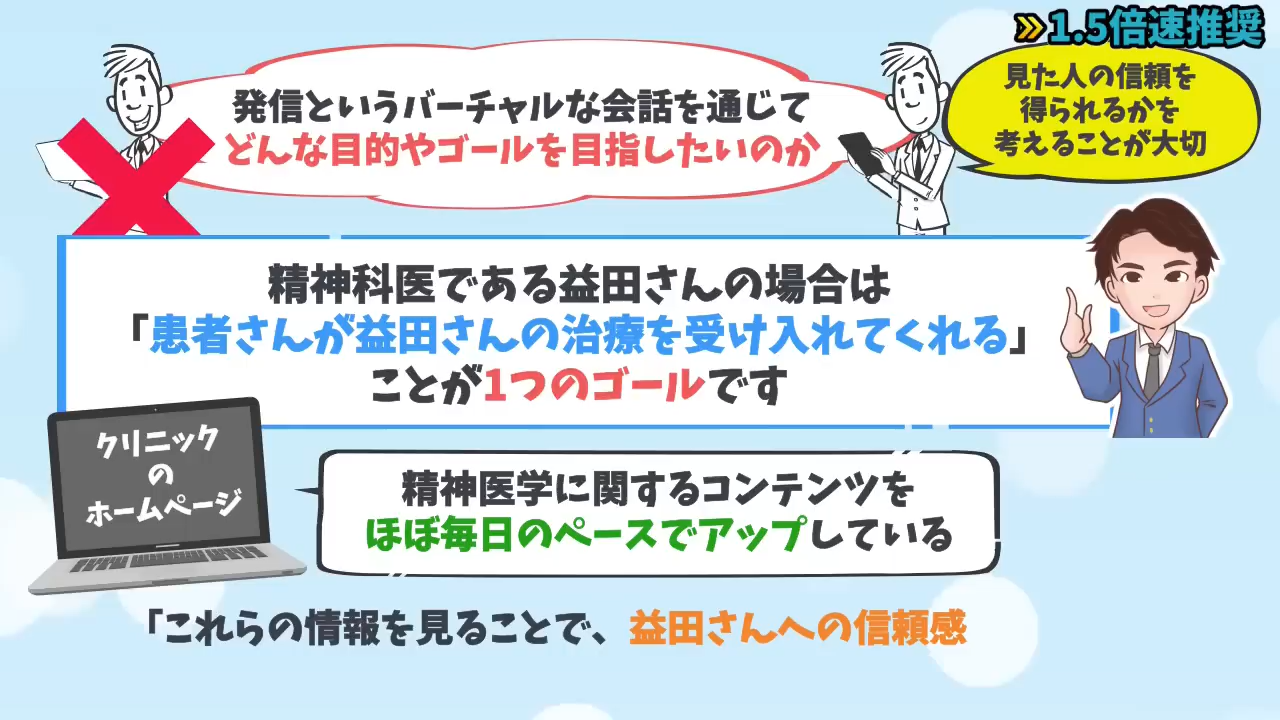 1.5倍速推奨
発信というバーチャルな会話を通じて
どんな目的やゴールを目指したいのか
見た人の信頼を
得られるかを
考えることが大切
精神科医である益田さんの場合は
「患者さんが益田さんの治療を受け入れてくれる」
ことが1つのゴールです
クリニック
の
ホームページ
精神医学に関するコンテンツを
ほぼ毎日のペースでアップしている
「これらの情報を見ることで、益田さんへの信頼感